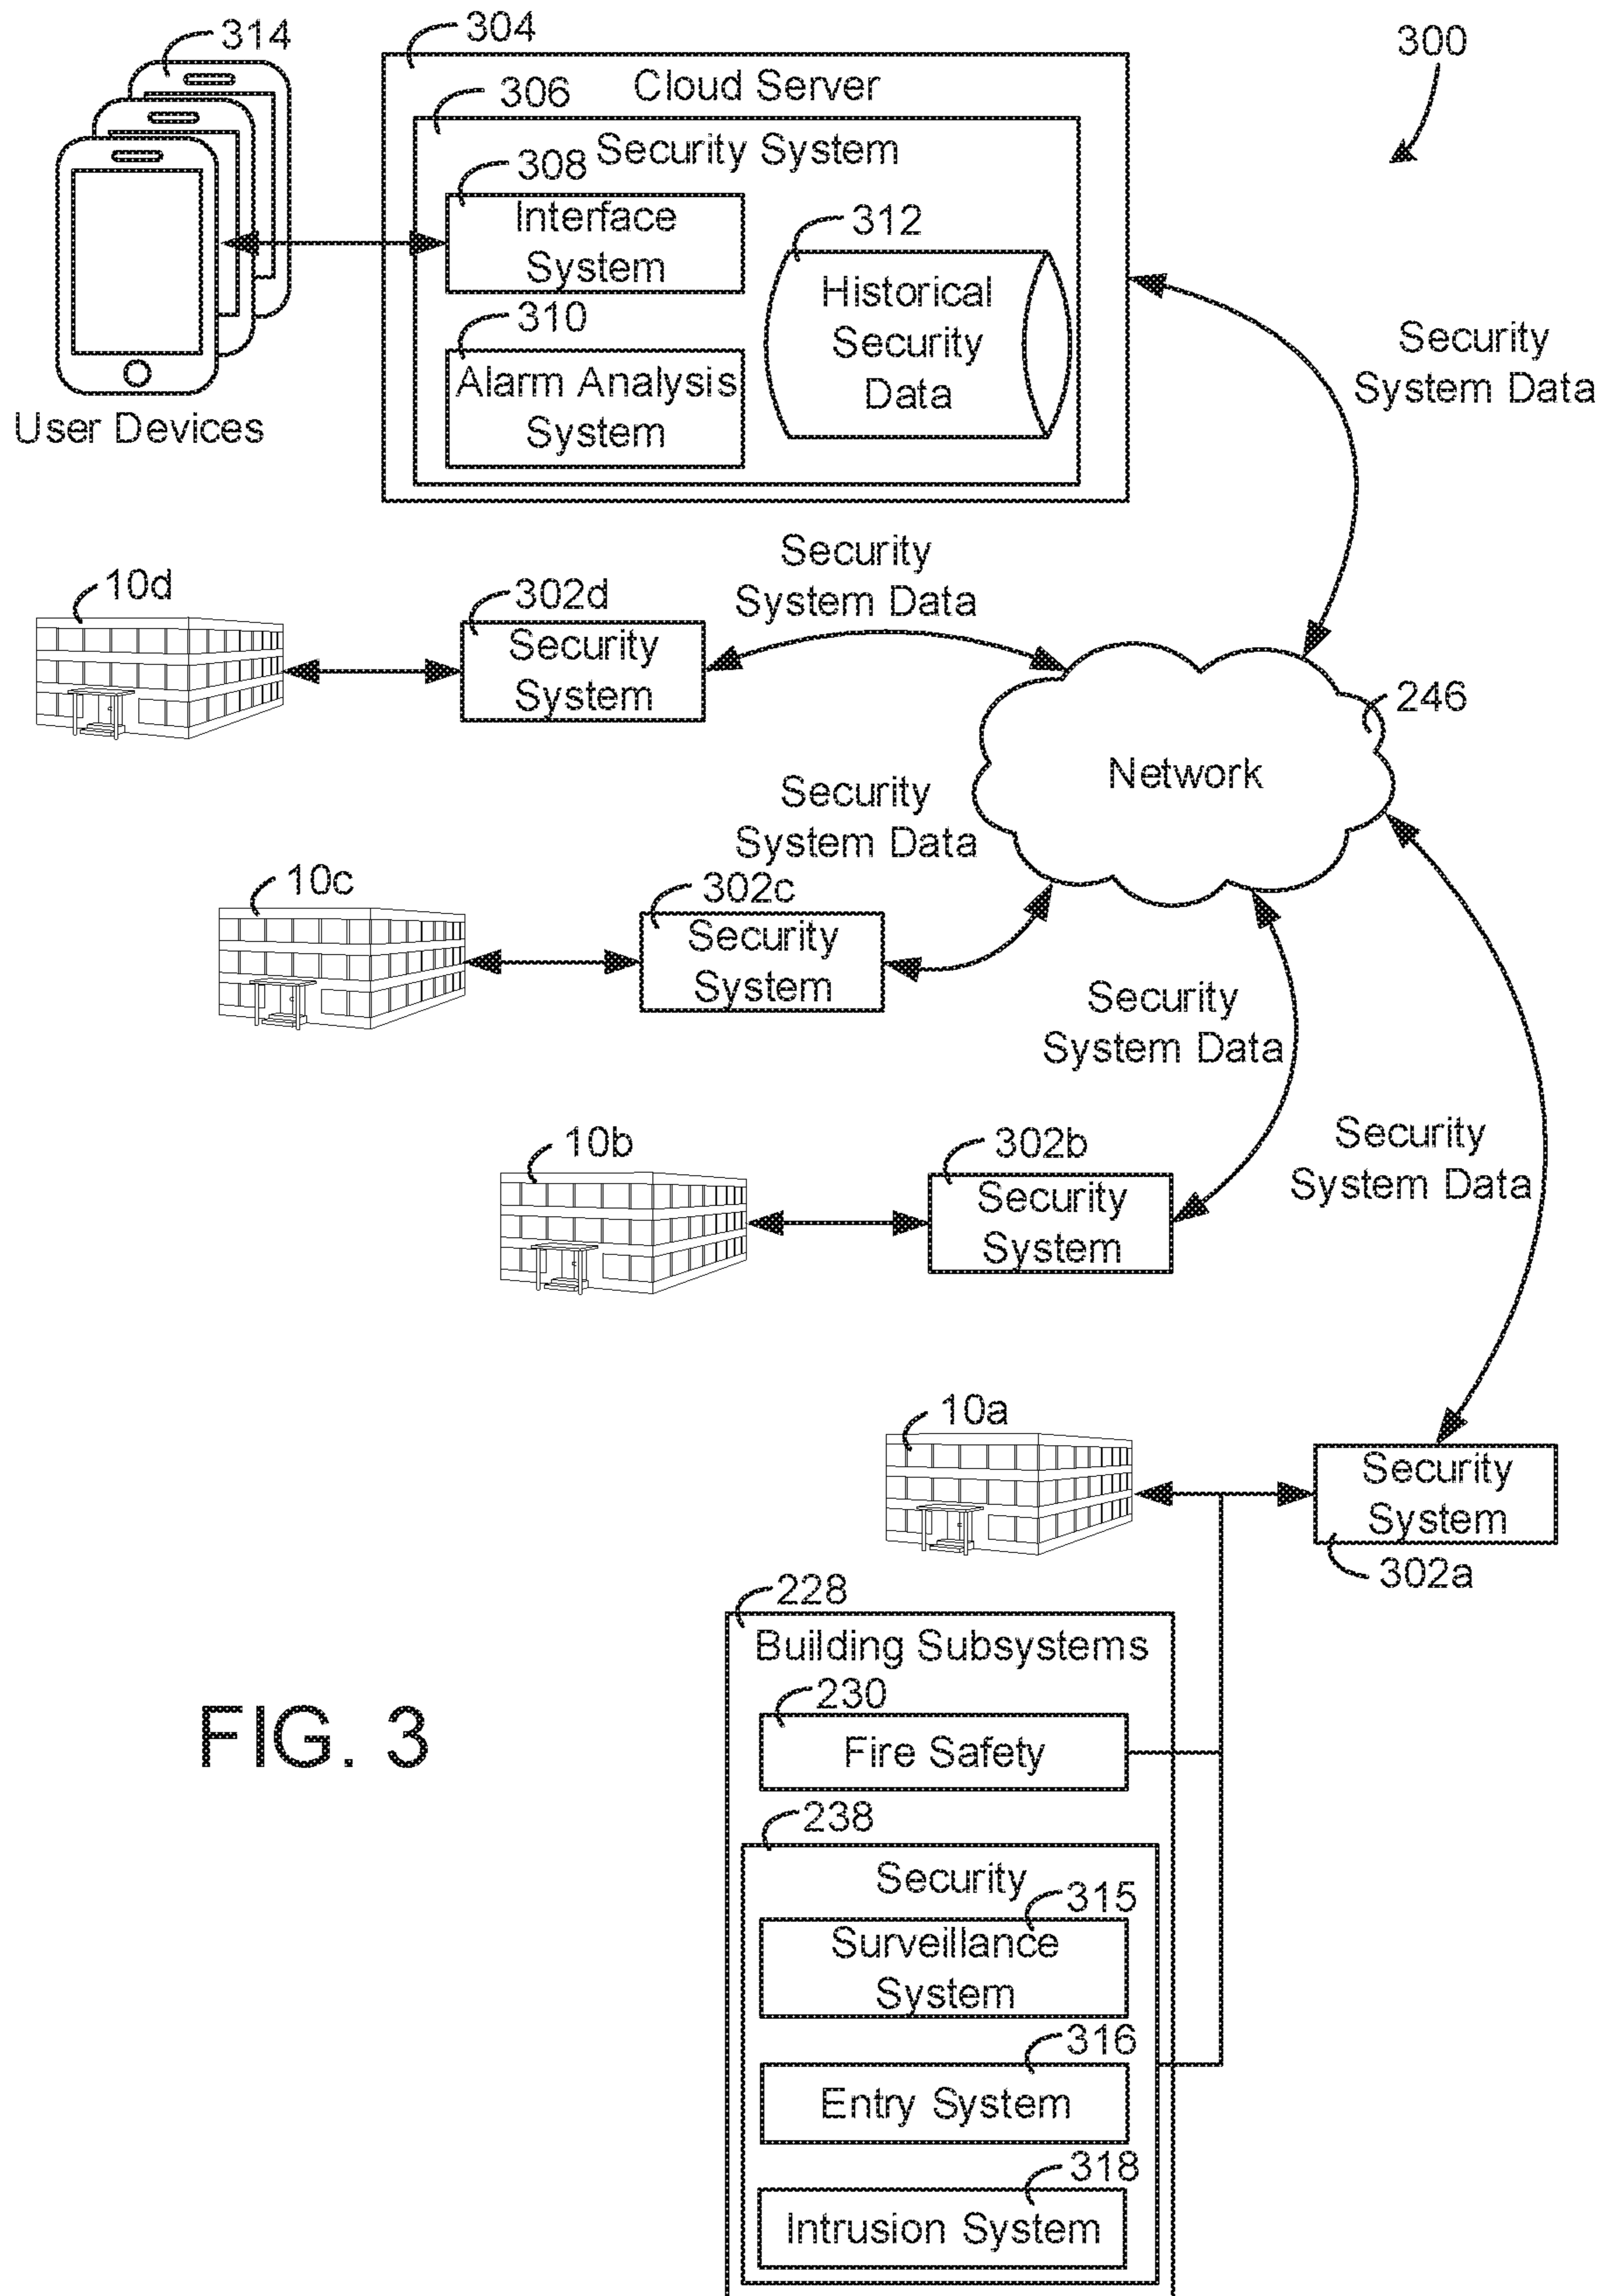 314
304
300
Cloud Server
306
Security System
308
Interface
System
312
Historical
Security
Data
310
Alarm Analysis
System
User Devices
Security
System Data
Security
System Data
10d
302d
Security
System
246
Network
Security
System Data
10c
302c
Security
System
Security
System Data
10b
302b
Security
System
Security
System Data
10a
Security
System
302a
228
Building Subsystems
230
Fire Safety
FIG. 3
238
Security
315
Surveillance
System
316
Entry System
318
Intrusion System